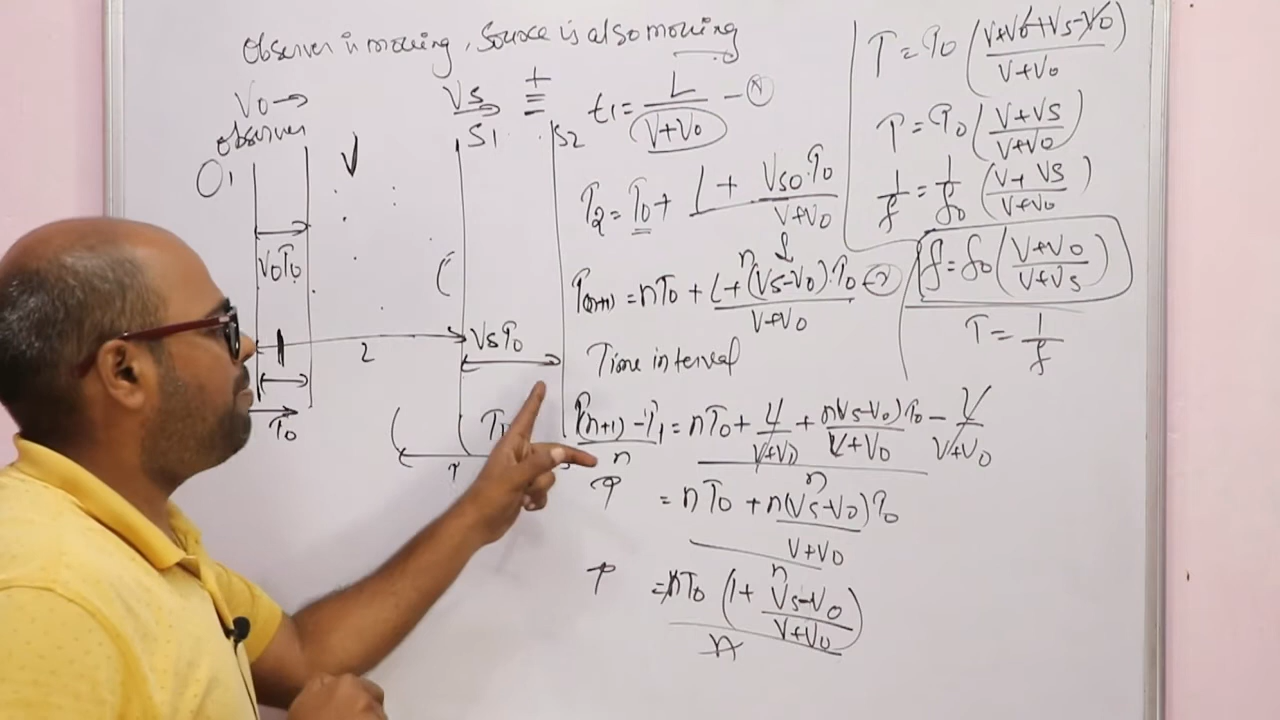 Observer is moving, Source is also moving
V0 →
observer
O1
V
VS
S1
S2
V0T0
L
VST0
T0
t1 = L / (V+V0) — (1)
T2 = T0 + (L + VS0.T0) / (V+V0)
T(n+1) = nT0 + (L + n(VS-V0).T0) / (V+V0) — (2)
Time interval
(T(n+1) - T1) / n = (nT0 + L/(V+V0) + n(VS-V0)T0/(V+V0) - L/(V+V0)) / n
T = (nT0 + n(VS-V0)T0/(V+V0)) / n
T = nT0 (1 + (VS-V0)/(V+V0)) / n
T = T0 ((V+V0+VS-V0) / (V+V0))
T = T0 ((V+VS) / (V+V0))
1/f = 1/f0 ((V+VS) / (V+V0))
f = f0 ((V+V0) / (V+VS))
T = 1/f